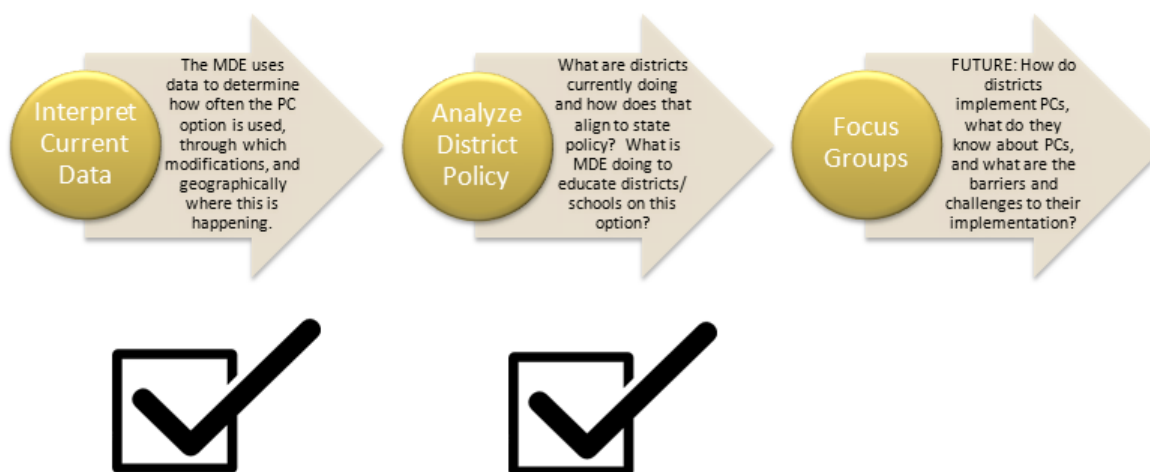 Interpret
Current
Data
The MDE uses
data to determine
how often the PC
option is used,
through which
modifications, and
geographically
where this is
happening.
Analyze
District
Policy
What are districts
currently doing
and how does that
align to state
policy?  What is
MDE doing to
educate districts/
schools on this
option?
Focus
Groups
FUTURE: How do
districts
implement PCs,
what do they
know about PCs,
and what are the
barriers and
challenges to their
implementation?